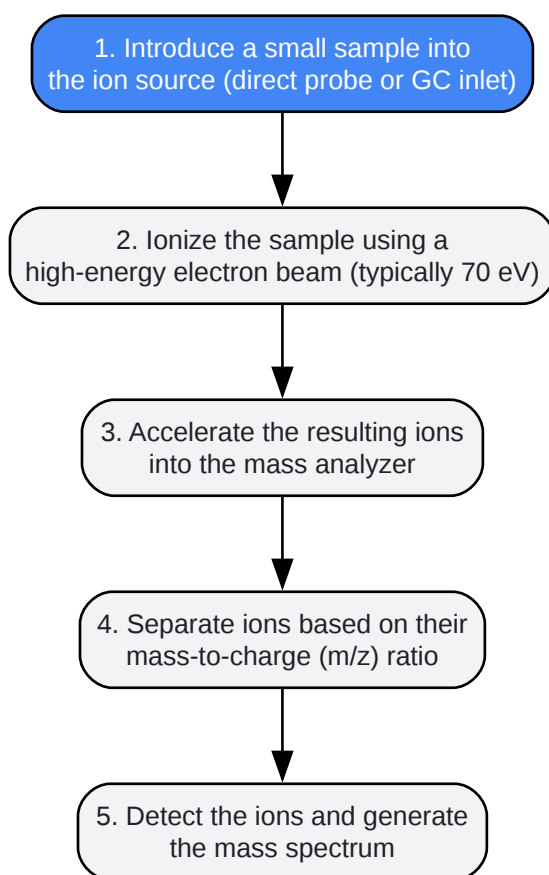 1. Introduce a small sample into
the ion source (direct probe or GC inlet)
2. Ionize the sample using a
high-energy electron beam (typically 70 eV)
3. Accelerate the resulting ions
into the mass analyzer
4. Separate ions based on their
mass-to-charge (m/z) ratio
5. Detect the ions and generate
the mass spectrum